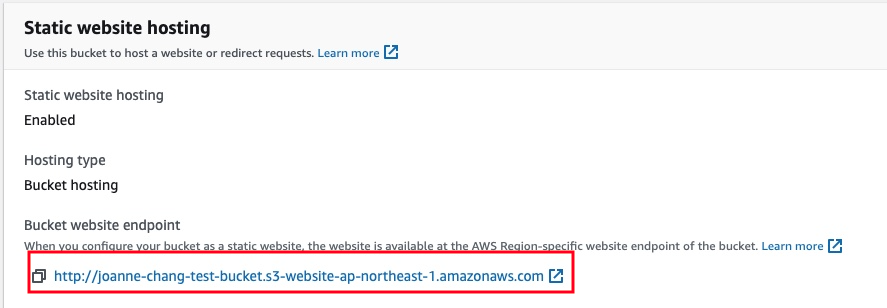 Static website hosting
Use this bucket to host a website or redirect requests. Learn more
Static website hosting
Enabled
Hosting type
Bucket hosting
Bucket website endpoint
When you configure your bucket as a static website, the website is available at the AWS Region-specific website endpoint of the bucket. Learn more
http://joanne-chang-test-bucket.s3-website-ap-northeast-1.amazonaws.com